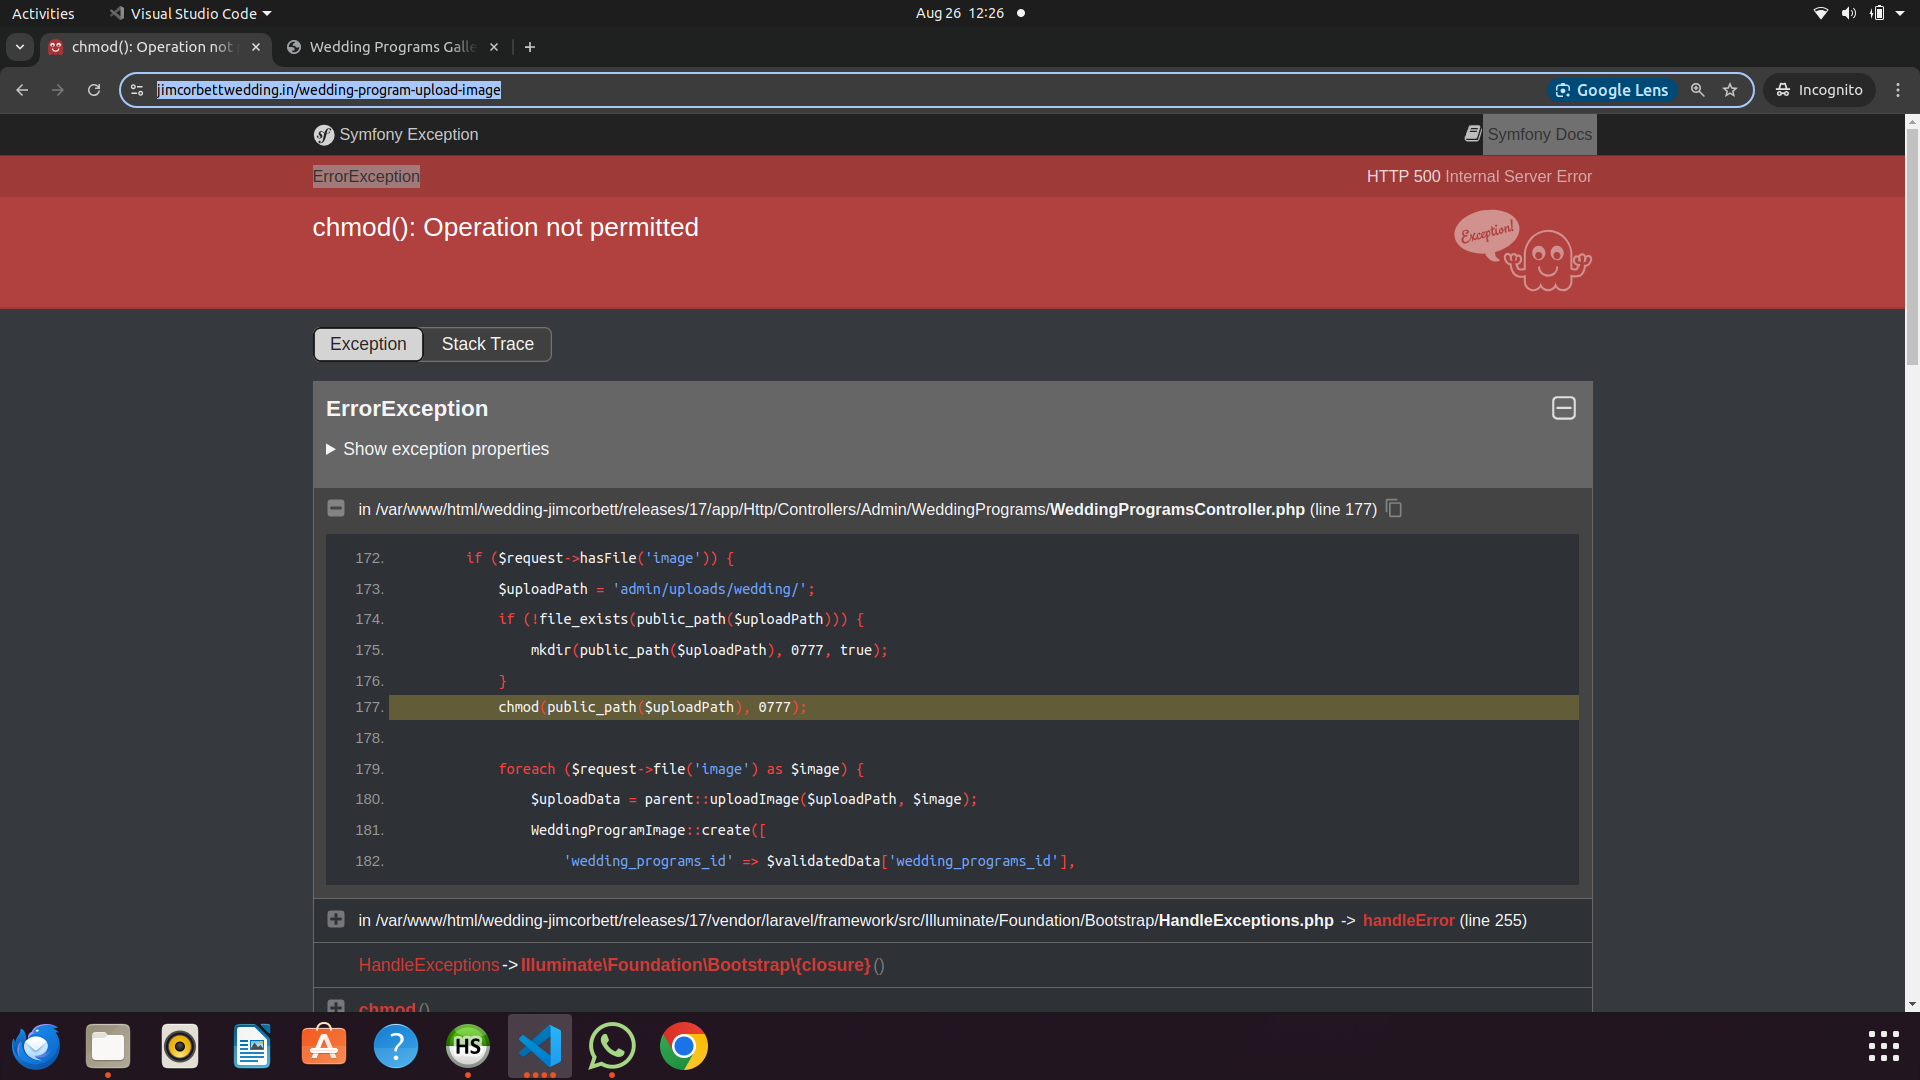 Activities
Visual Studio Code
Aug 26 12:26
chmod(): Operation not
Wedding Programs Galle
jimcorbettwedding.in/wedding-program-upload-image
Google Lens
Incognito
sf Symfony Exception
Symfony Docs
ErrorException
HTTP 500 Internal Server Error
chmod(): Operation not permitted
Exception!
Exception
Stack Trace
ErrorException
Show exception properties
in /var/www/html/wedding-jimcorbett/releases/17/app/Http/Controllers/Admin/WeddingPrograms/WeddingProgramsController.php (line 177)
172. if ($request->hasFile('image')) {
173. $uploadPath = 'admin/uploads/wedding/';
174. if (!file_exists(public_path($uploadPath))) {
175. mkdir(public_path($uploadPath), 0777, true);
176. }
177. chmod(public_path($uploadPath), 0777);
178.
179. foreach ($request->file('image') as $image) {
180. $uploadData = parent::uploadImage($uploadPath, $image);
181. WeddingProgramImage::create([
182. 'wedding_programs_id' => $validatedData['wedding_programs_id'],
in /var/www/html/wedding-jimcorbett/releases/17/vendor/laravel/framework/src/Illuminate/Foundation/Bootstrap/HandleExceptions.php -> handleError (line 255)
HandleExceptions->Illuminate\Foundation\Bootstrap\{closure}()
chmod()
HS